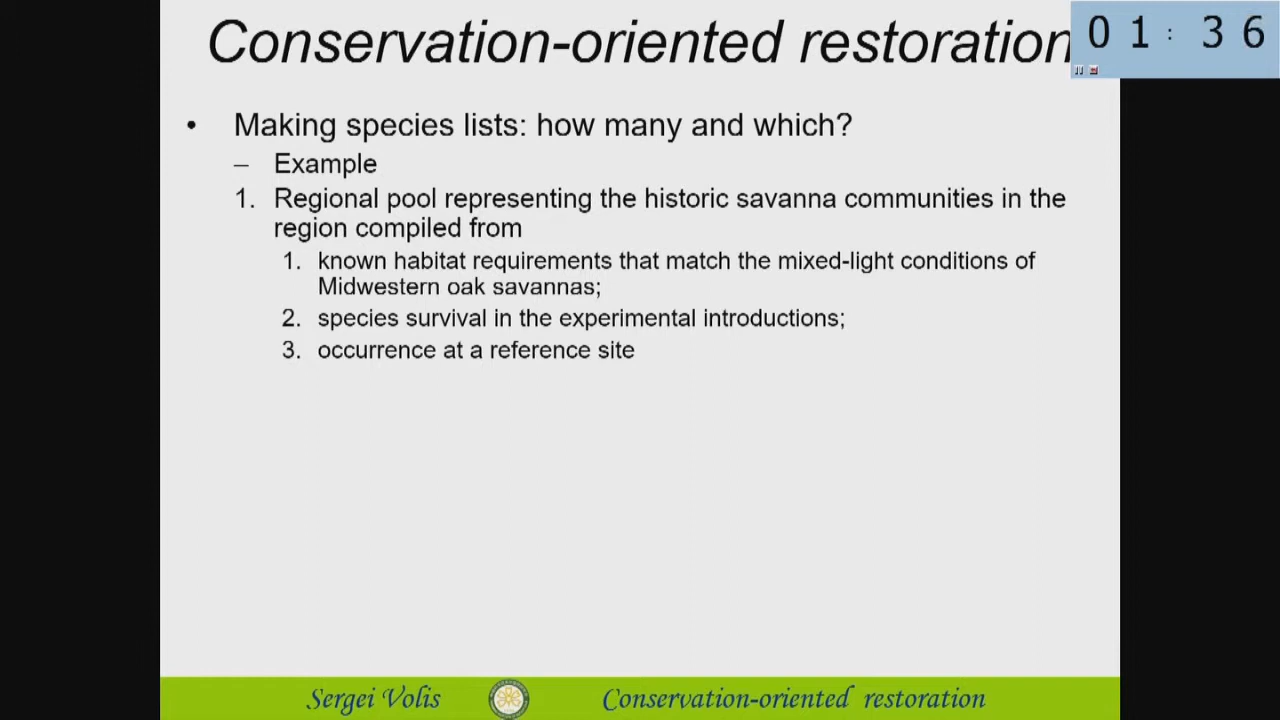 Conservation-oriented restoration
01:36
• Making species lists: how many and which?
– Example
1. Regional pool representing the historic savanna communities in the
region compiled from
1. known habitat requirements that match the mixed-light conditions of
Midwestern oak savannas;
2. species survival in the experimental introductions;
3. occurrence at a reference site
Sergei Volis
Conservation-oriented restoration